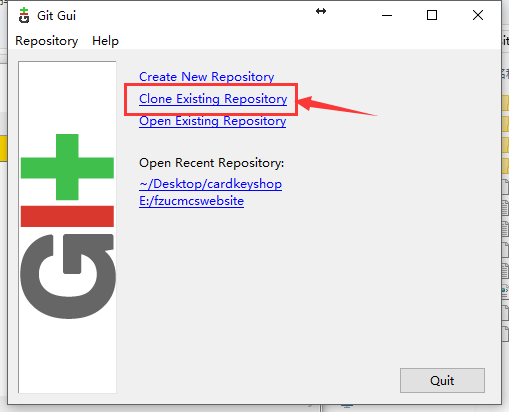 Git Gui
Repository Help
Create New Repository
Clone Existing Repository
Open Existing Repository
Open Recent Repository:
~/Desktop/cardkeyshop
E:/fzucmcswebsite
GIt
Quit